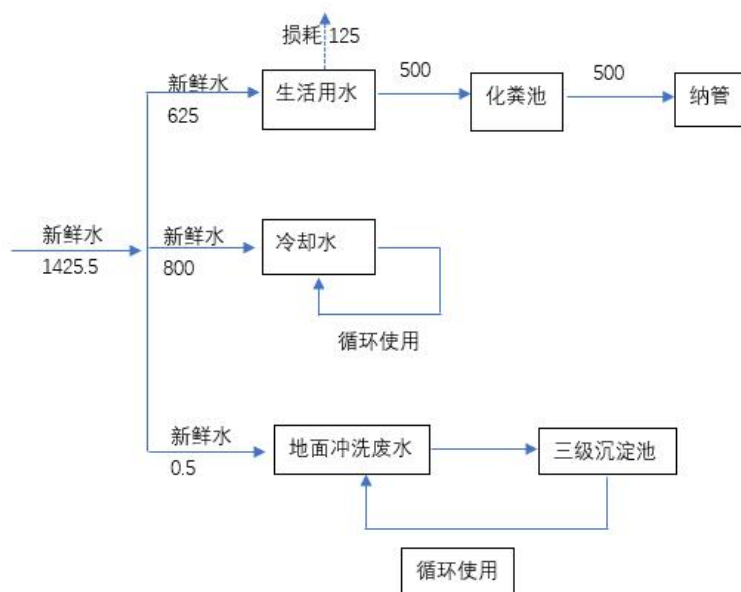 损耗 125
新鲜水
625
生活用水
500
化粪池
500
纳管
新鲜水
1425.5
新鲜水
800
冷却水
循环使用
新鲜水
0.5
地面冲洗废水
三级沉淀池
循环使用